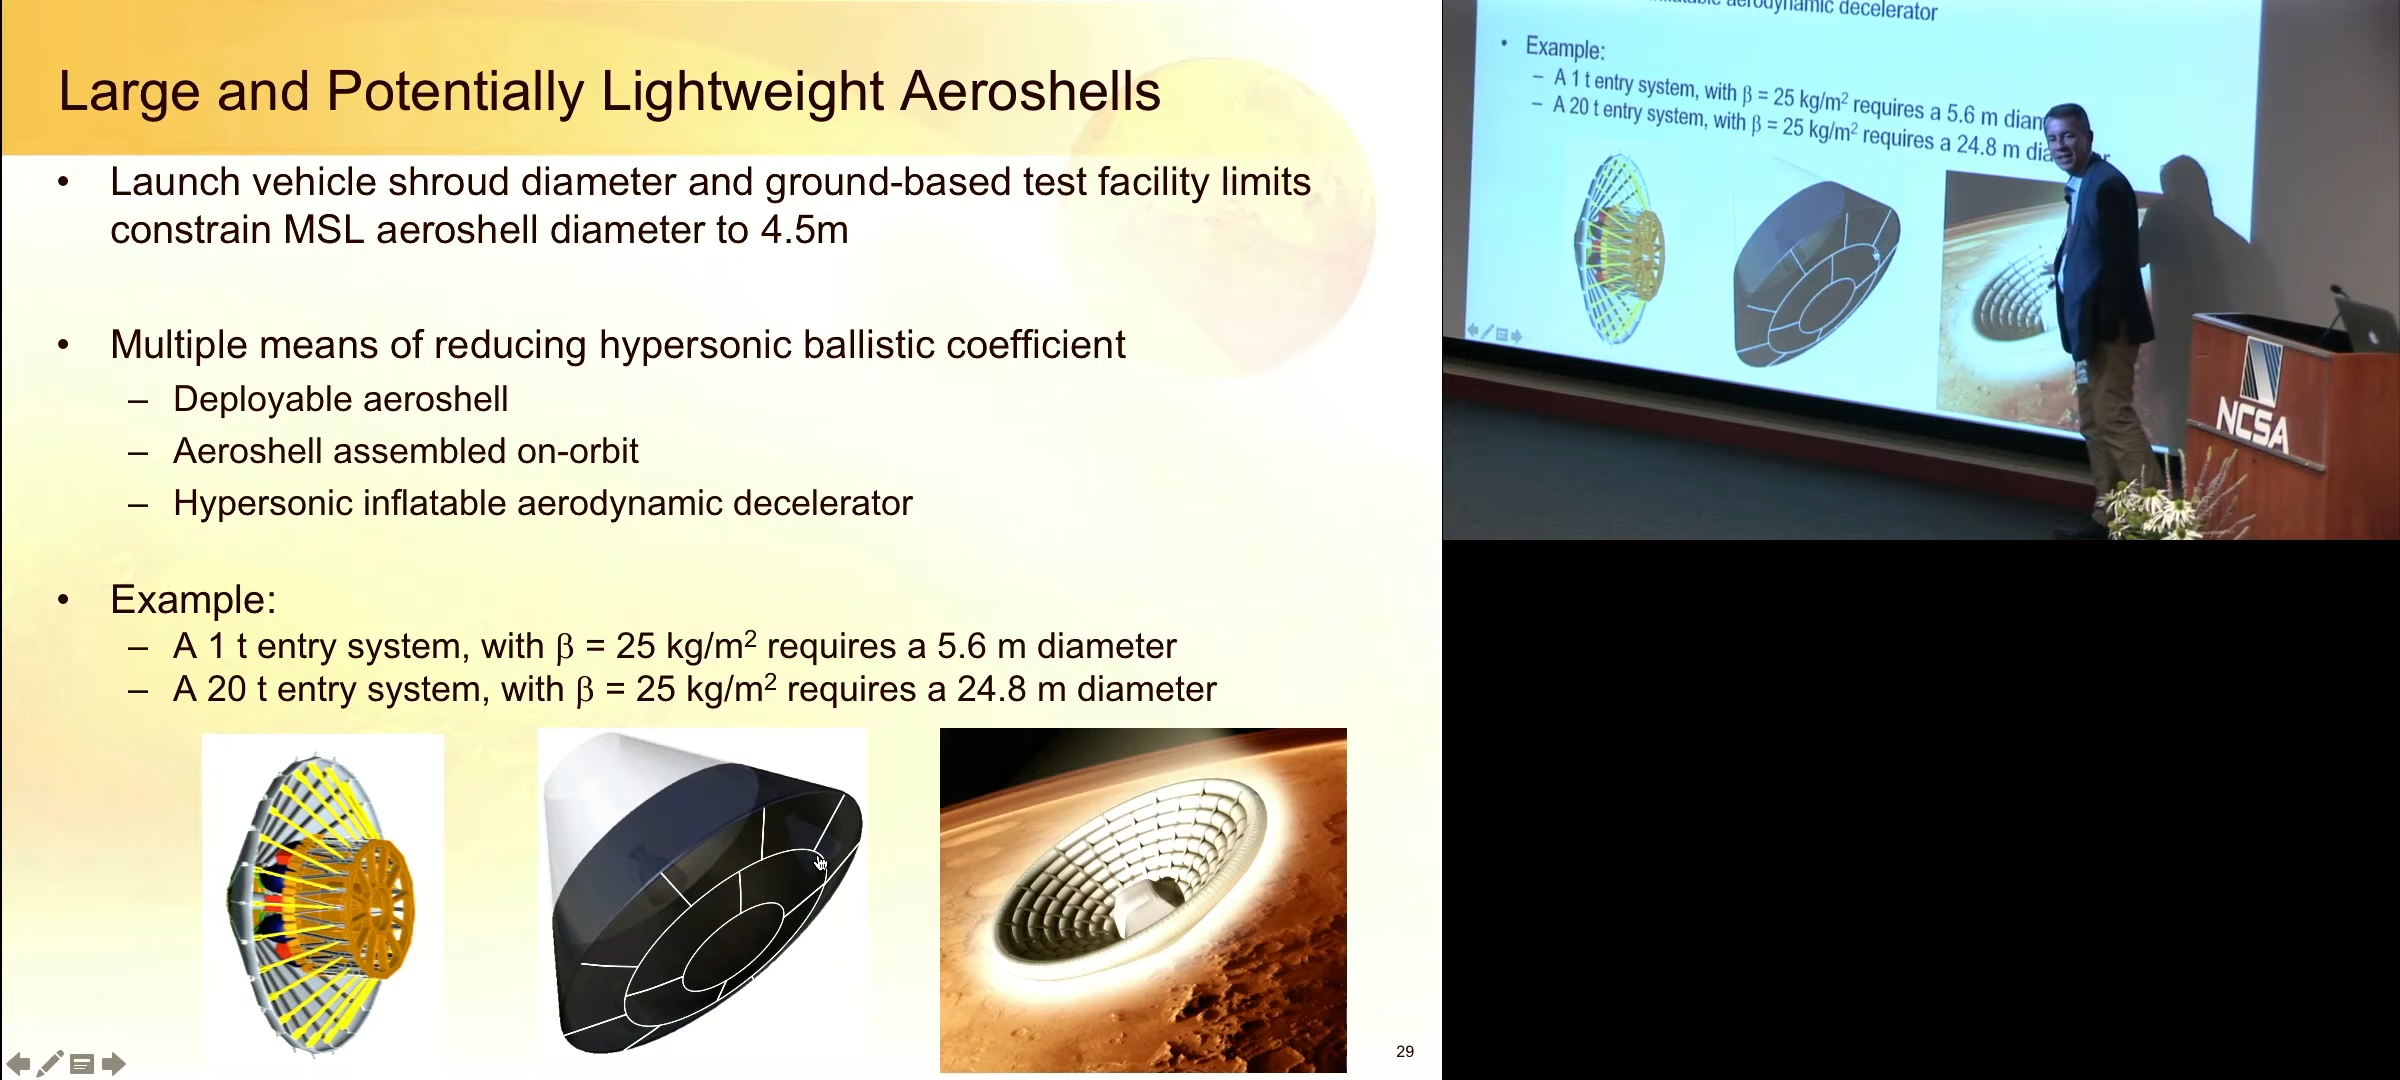 Large and Potentially Lightweight Aeroshells
• Launch vehicle shroud diameter and ground-based test facility limits
constrain MSL aeroshell diameter to 4.5m
• Multiple means of reducing hypersonic ballistic coefficient
– Deployable aeroshell
– Aeroshell assembled on-orbit
– Hypersonic inflatable aerodynamic decelerator
• Example:
– A 1 t entry system, with β = 25 kg/m² requires a 5.6 m diameter
– A 20 t entry system, with β = 25 kg/m² requires a 24.8 m diameter
29
aerodynamic decelerator
• Example:
– A 1 t entry system, with β = 25 kg/m² requires a 5.6 m
– A 20 t entry system, with β = 25 kg/m² requires a 24.8 m
NCSA